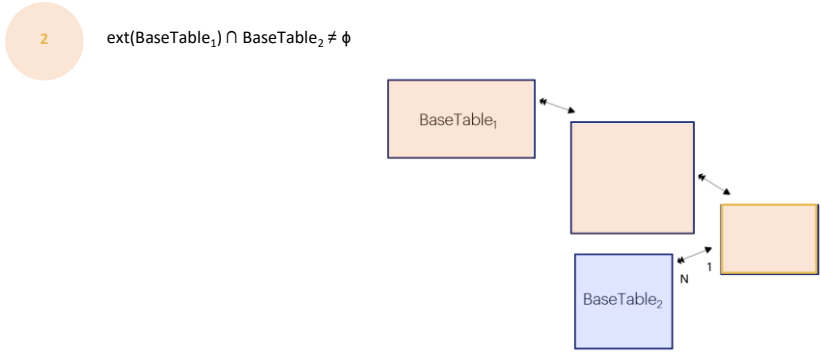 2
ext(BaseTable₁) ∩ BaseTable₂ ≠ ϕ
BaseTable₁
1
N
BaseTable₂